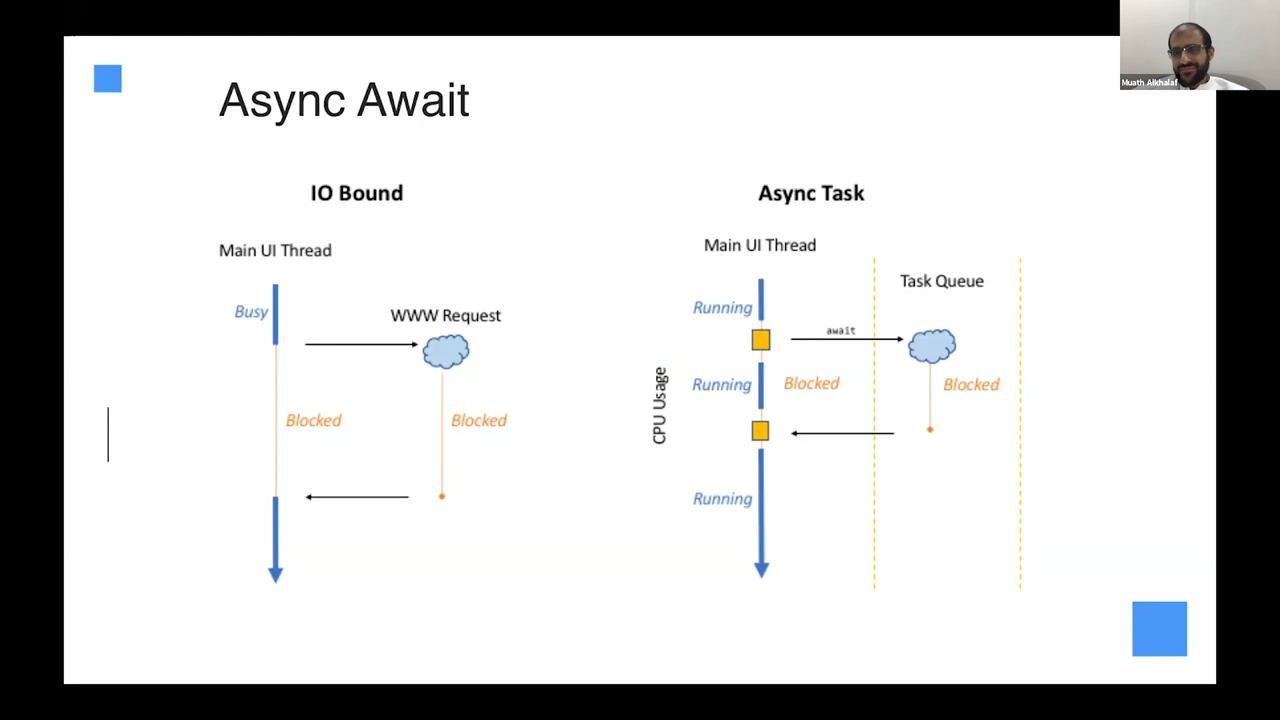 Muath Alkhalaf
Async Await
IO Bound
Main UI Thread
Busy
WWW Request
Blocked
Blocked
Async Task
Main UI Thread
Task Queue
Running
await
Running
Blocked
Blocked
CPU Usage
Running